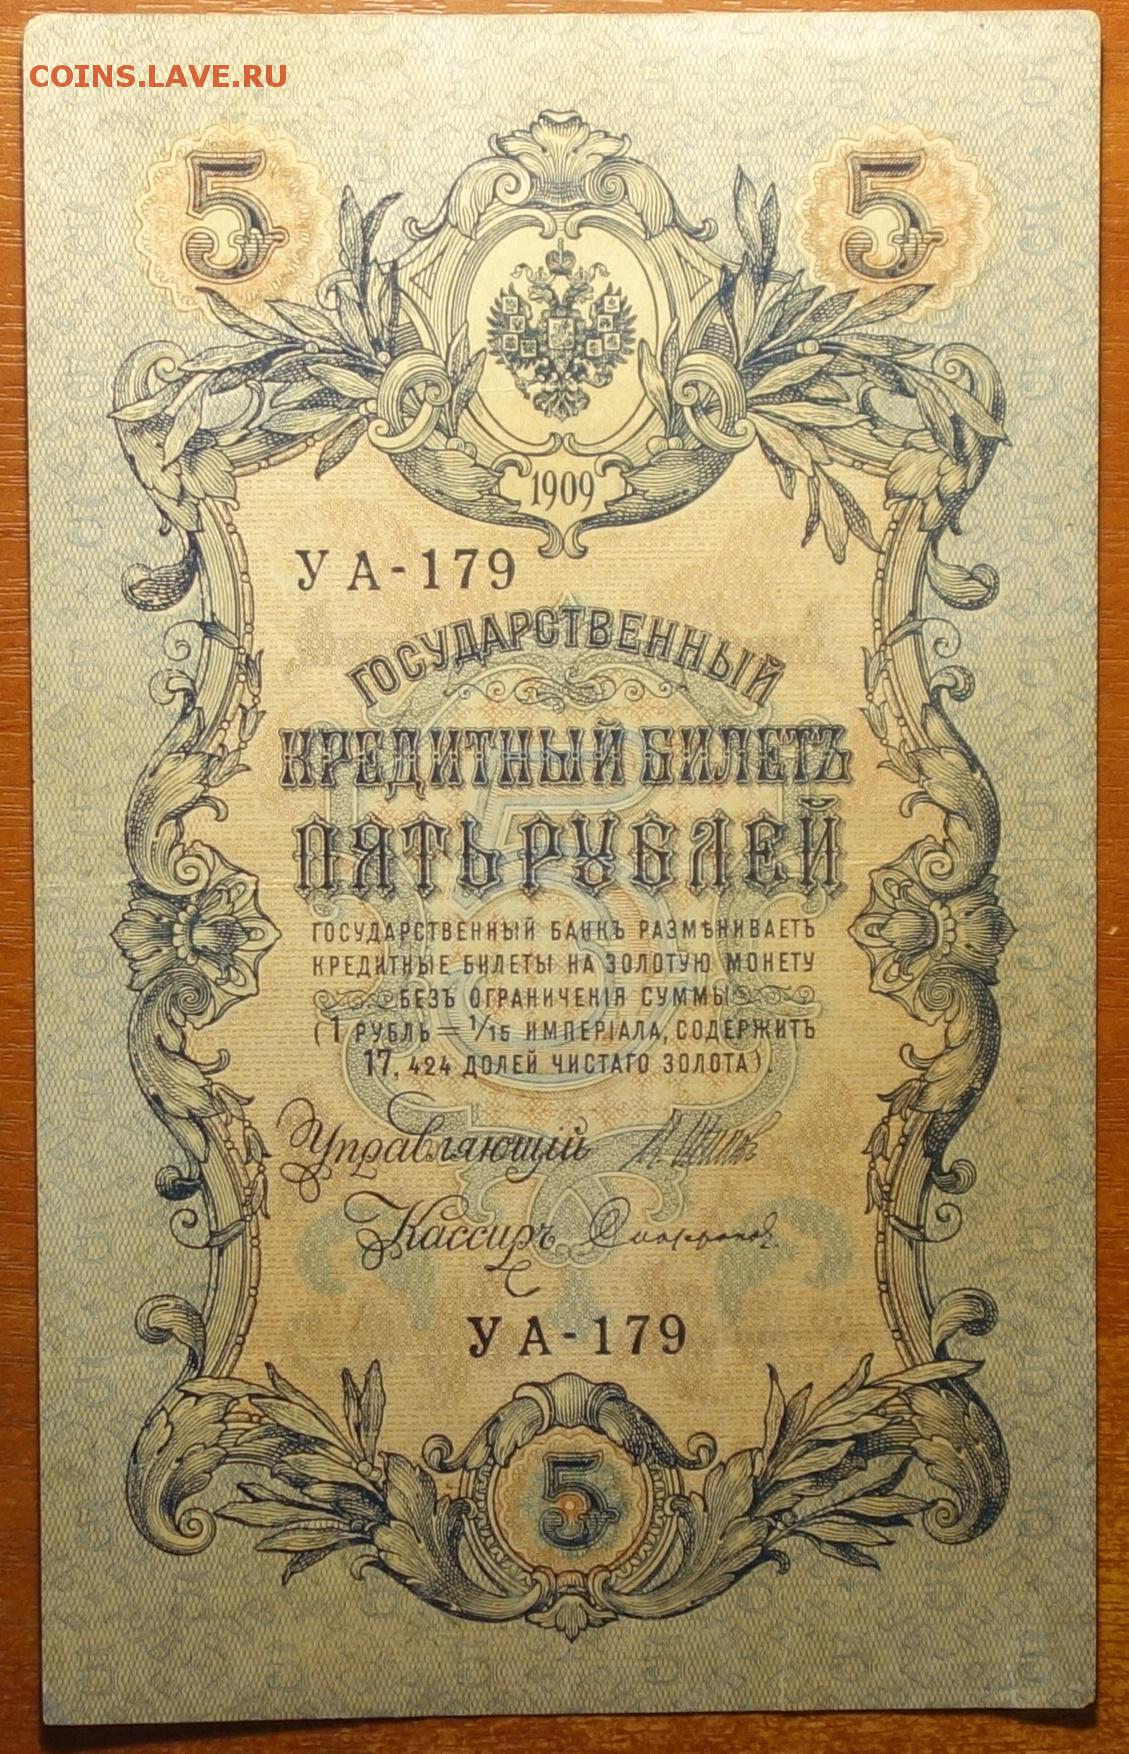 COINS.LAVE.RU
5 5
1909
УА-179
ГОСУДАРСТВЕННЫЙ
КРЕДИТНЫЙ БИЛЕТЪ
ПЯТЬ РУБЛЕЙ
ГОСУДАРСТВЕННЫЙ БАНКЪ РАЗМѢНИВАЕТЪ
КРЕДИТНЫЕ БИЛЕТЫ НА ЗОЛОТУЮ МОНЕТУ
БЕЗЪ ОГРАНИЧЕНІЯ СУММЫ
(1 РУБЛЬ = 1/15 ИМПЕРІАЛА, СОДЕРЖИТЪ
17,424 ДОЛЕЙ ЧИСТАГО ЗОЛОТА).
Управляющій
Кассиръ
УА-179
5